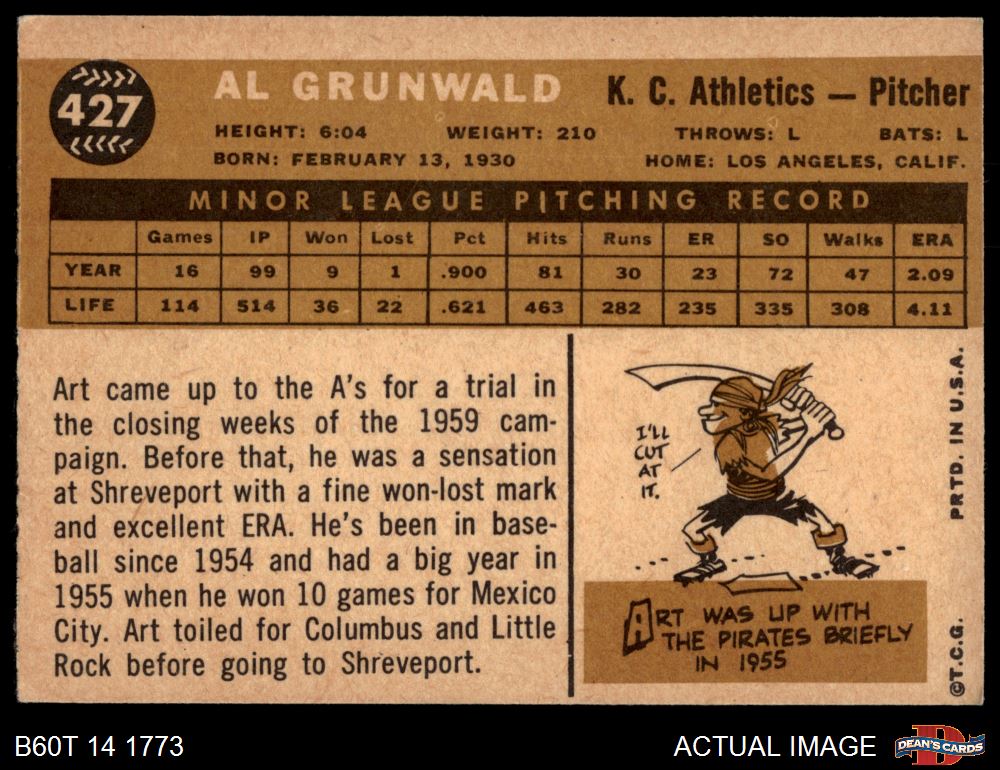 427
AL GRUNWALD
K. C. Athletics — Pitcher
HEIGHT: 6:04 WEIGHT: 210 THROWS: L BATS: L
BORN: FEBRUARY 13, 1930 HOME: LOS ANGELES, CALIF.
MINOR LEAGUE PITCHING RECORD
Games IP Won Lost Pct Hits Runs ER SO Walks ERA
YEAR 16 99 9 1 .900 81 30 23 72 47 2.09
LIFE 114 514 36 22 .621 463 282 235 335 308 4.11
Art came up to the A's for a trial in
the closing weeks of the 1959 cam-
paign. Before that, he was a sensation
at Shreveport with a fine won-lost mark
and excellent ERA. He's been in base-
ball since 1954 and had a big year in
1955 when he won 10 games for Mexico
City. Art toiled for Columbus and Little
Rock before going to Shreveport.
I'LL
CUT
AT
IT.
ART WAS UP WITH
THE PIRATES BRIEFLY
IN 1955
PRTD. IN U.S.A.
©T.C.G.
B60T 14 1773
ACTUAL IMAGE
D
DEAN'S CARDS